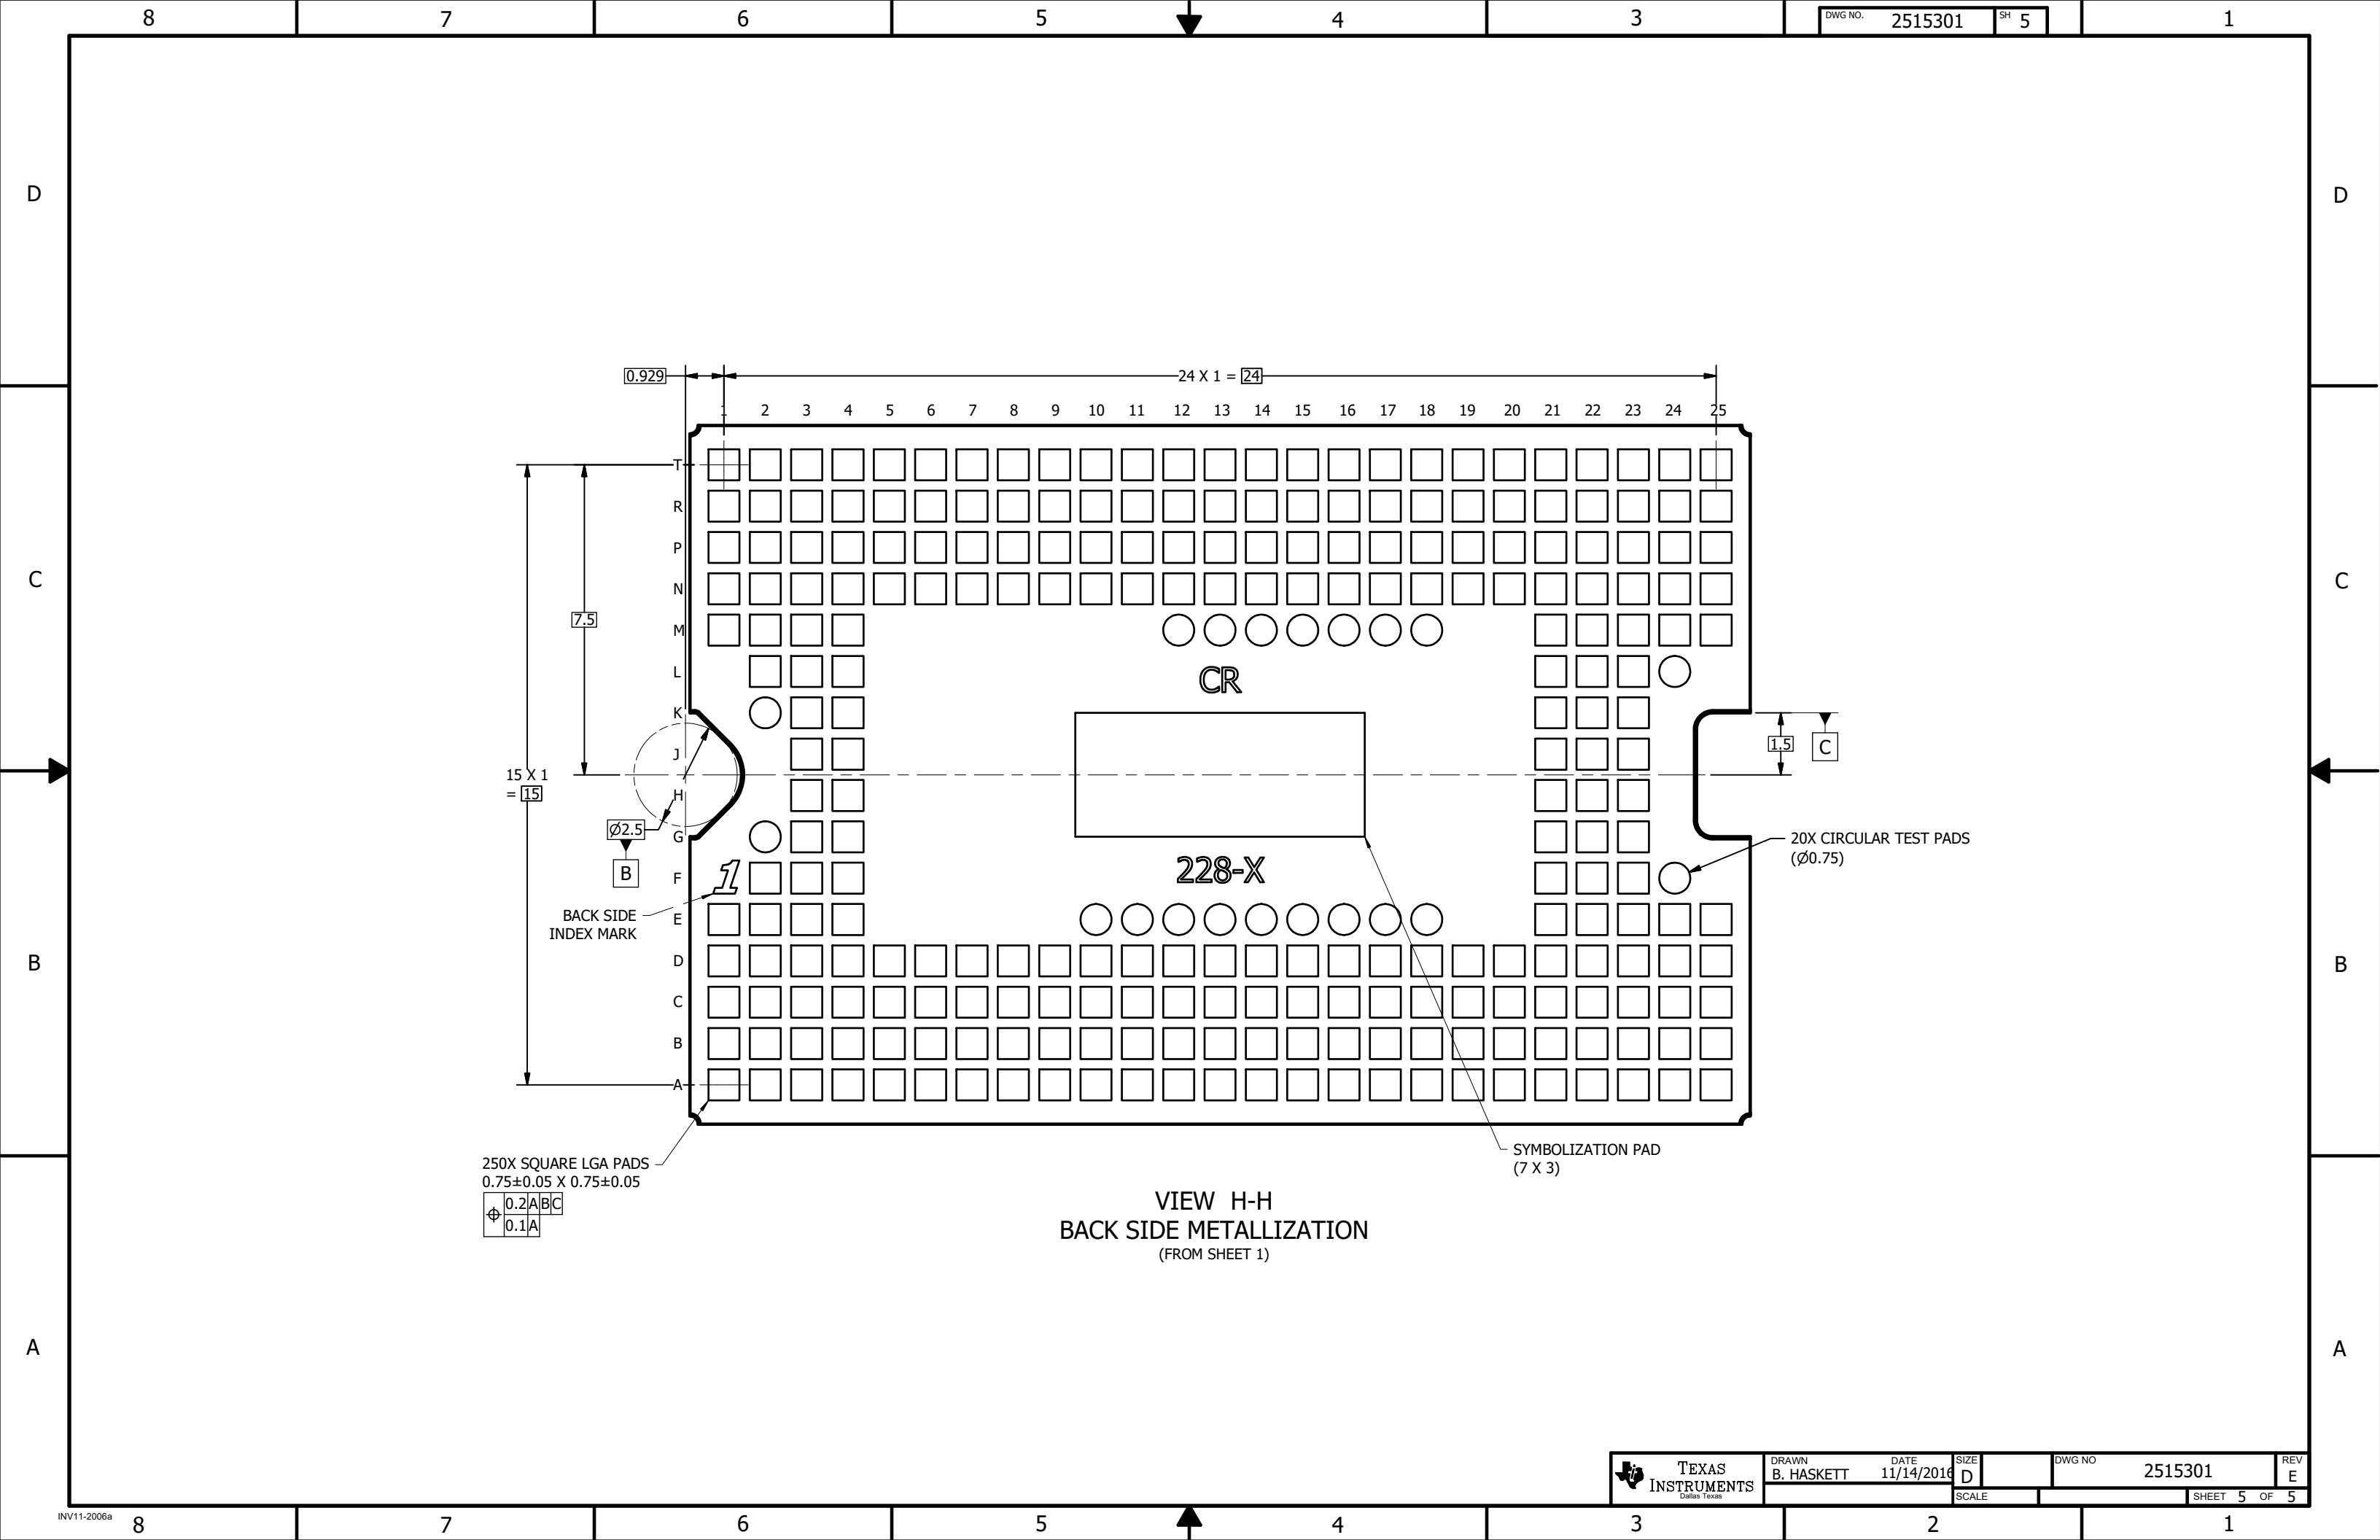 8 7 6 5 4 3 DWG NO. 2515301 SH 5 1
D D
0.929 24 X 1 = 24
1 2 3 4 5 6 7 8 9 10 11 12 13 14 15 16 17 18 19 20 21 22 23 24 25
T
R
P
C N C
7.5
M
CR
L
K
1.5 C
J
15 X 1
= 15
H
Ø2.5
G
20X CIRCULAR TEST PADS
(Ø0.75)
B
1
F
228-X
BACK SIDE
INDEX MARK
E
B D B
C
B
A
250X SQUARE LGA PADS
0.75±0.05 X 0.75±0.05
⌖ 0.2 A B C
0.1 A
SYMBOLIZATION PAD
(7 X 3)
VIEW H-H
BACK SIDE METALLIZATION
(FROM SHEET 1)
A A
TEXAS
INSTRUMENTS
Dallas Texas
DRAWN DATE
B. HASKETT 11/14/2016
SIZE
D
DWG NO
2515301
REV
E
SCALE
SHEET 5 OF 5
INV11-2006a
8 7 6 5 4 3 2 1